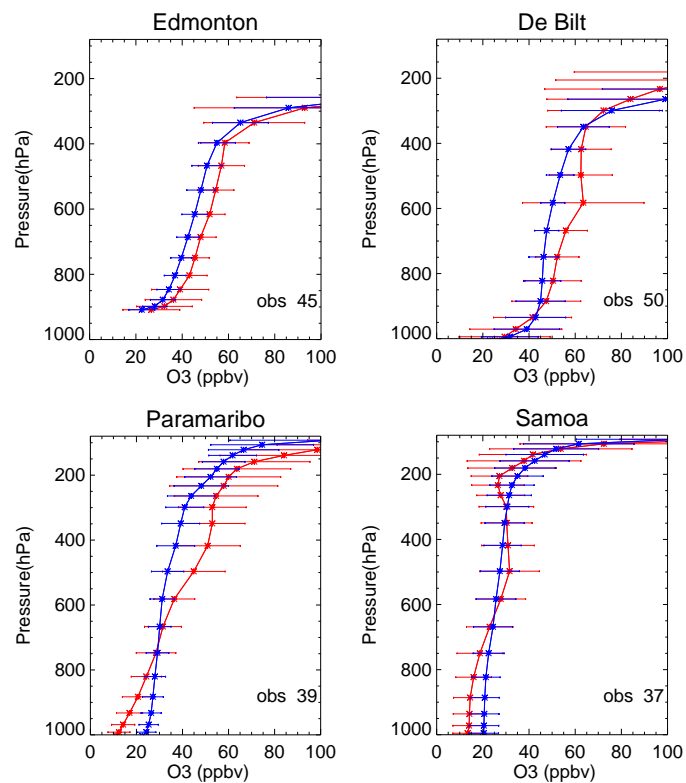 Edmonton
200
400
600
800
1000
Pressure(hPa)
obs 45
0 20 40 60 80 100
O3 (ppbv)
De Bilt
200
400
600
800
1000
Pressure(hPa)
obs 50
0 20 40 60 80 100
O3 (ppbv)
Paramaribo
200
400
600
800
1000
Pressure(hPa)
obs 39
0 20 40 60 80 100
O3 (ppbv)
Samoa
200
400
600
800
1000
Pressure(hPa)
obs 37
0 20 40 60 80 100
O3 (ppbv)